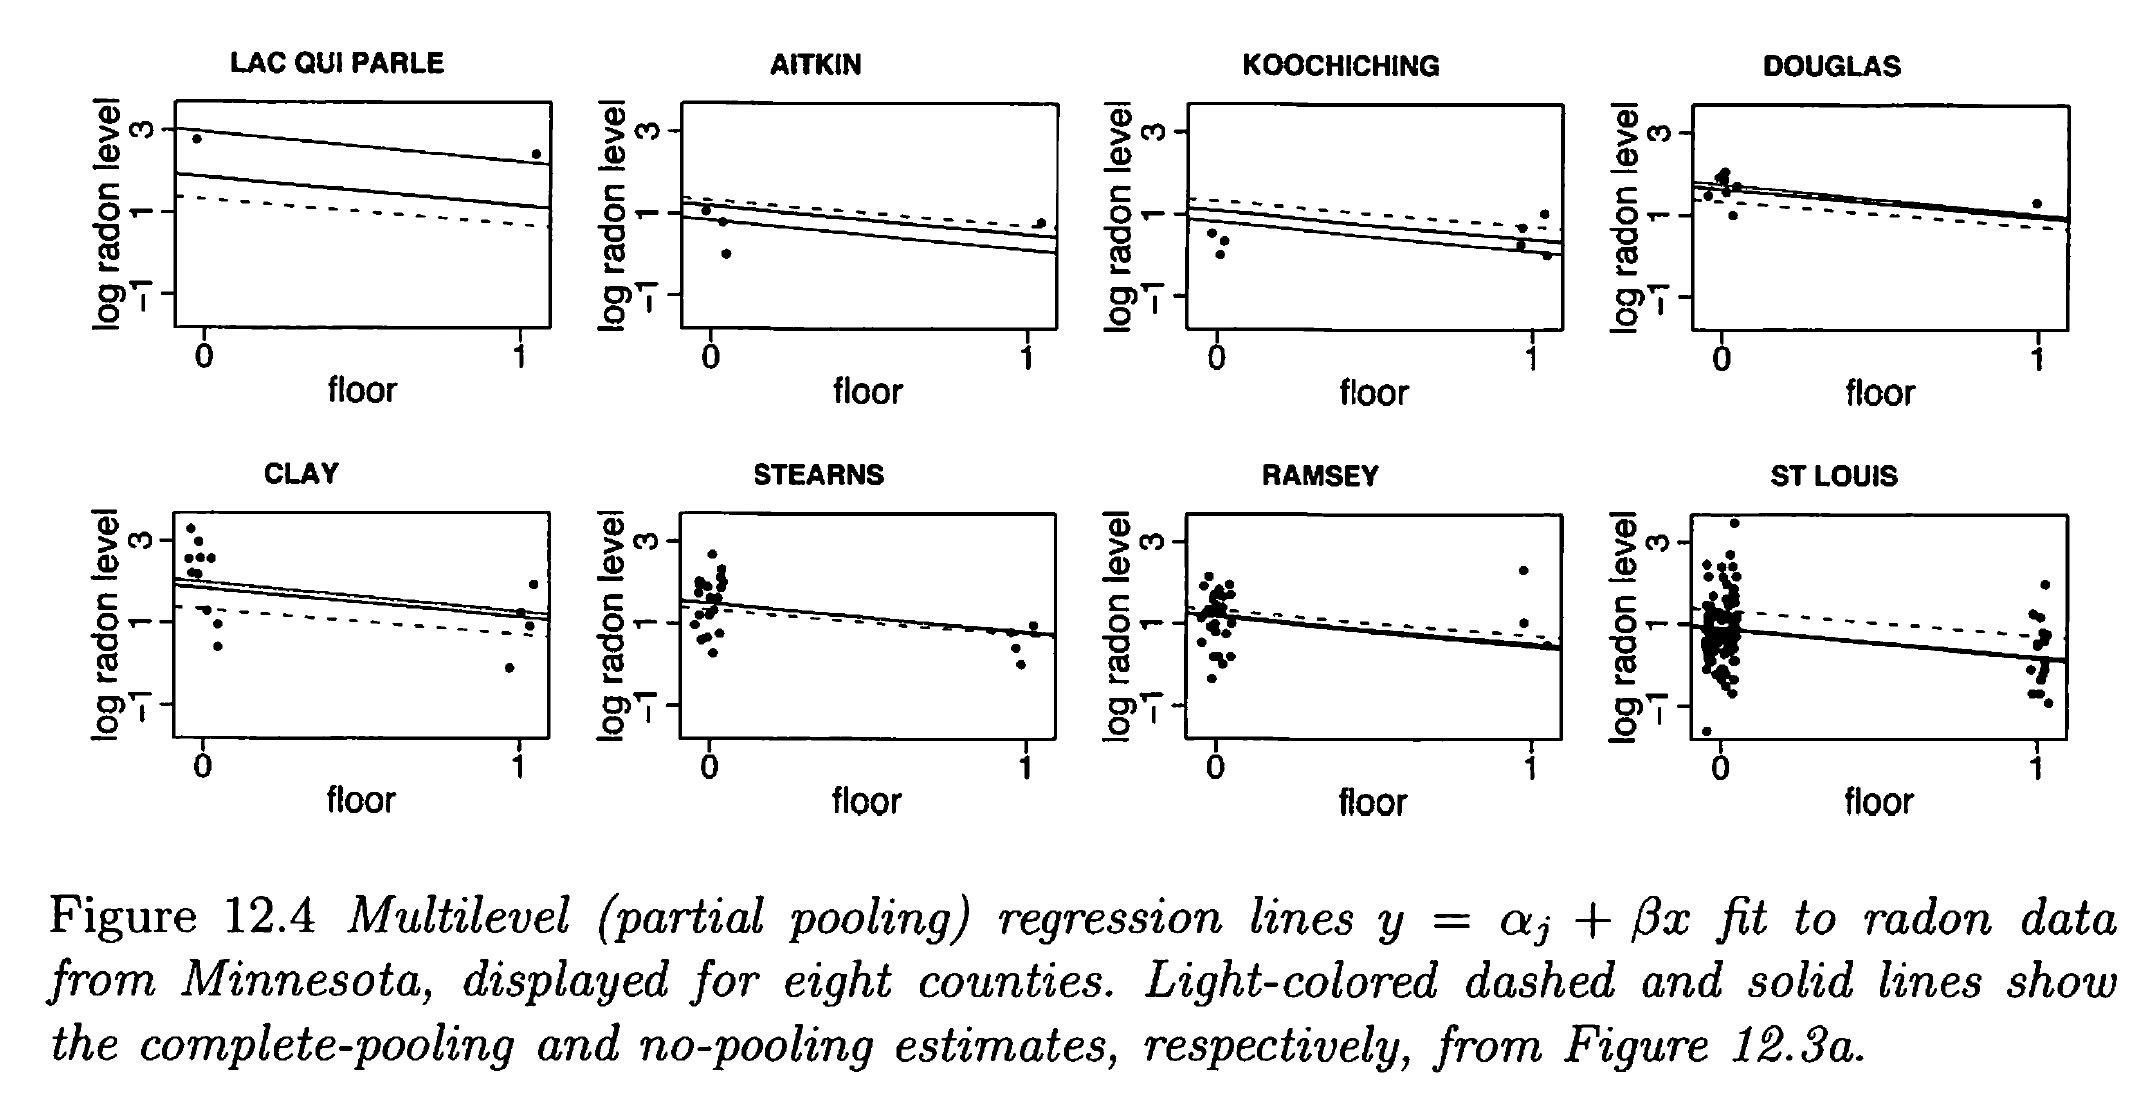 LAC QUI PARLE
AITKIN
KOOCHICHING
DOUGLAS
log radon level
3
1
−1
0
1
floor
log radon level
3
1
−1
0
1
floor
log radon level
3
1
−1
0
1
floor
log radon level
3
1
−1
0
1
floor
CLAY
STEARNS
RAMSEY
ST LOUIS
log radon level
3
1
−1
0
1
floor
log radon level
3
1
−1
0
1
floor
log radon level
3
1
−1
0
1
floor
log radon level
3
1
−1
0
1
floor
Figure 12.4 Multilevel (partial pooling) regression lines y = αj + βx fit to radon data
from Minnesota, displayed for eight counties. Light-colored dashed and solid lines show
the complete-pooling and no-pooling estimates, respectively, from Figure 12.3a.